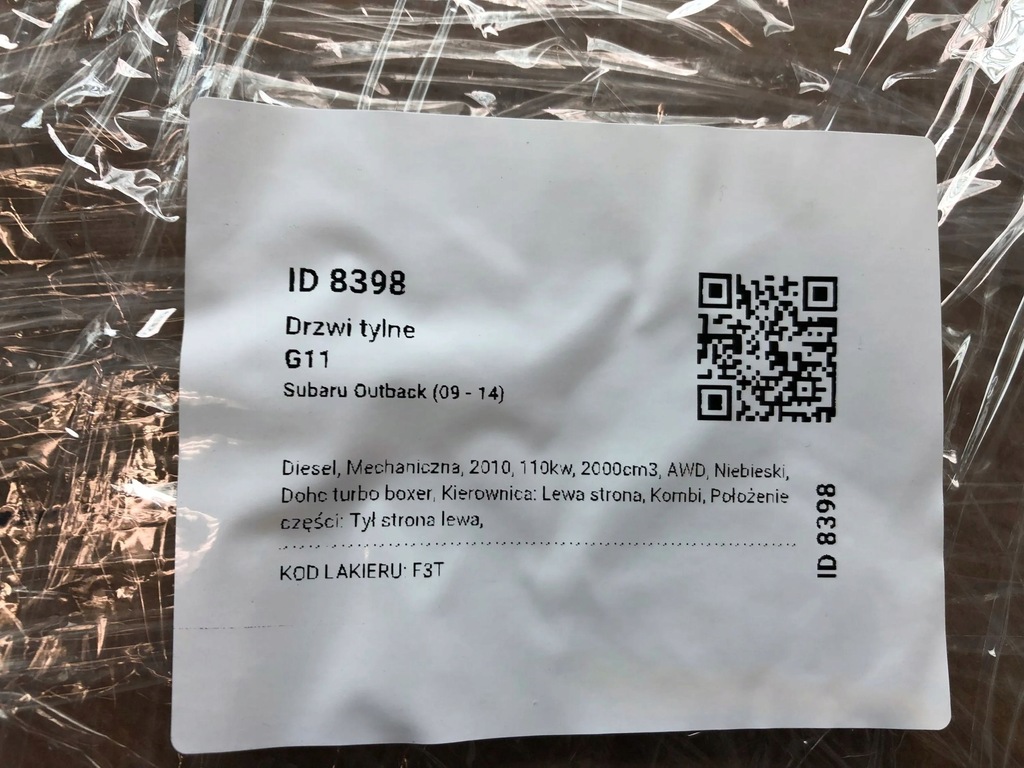 ID 8398
Drzwi tylne
G11
Subaru Outback (09 - 14)
Diesel, Mechaniczna, 2010, 110kw, 2000cm3, AWD, Niebieski,
Dohc turbo boxer, Kierownica: Lewa strona, Kombi, Położenie
części: Tył strona lewa,
KOD LAKIERU: F3T
ID 8398